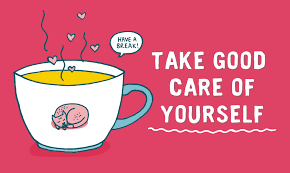 HAVE A
BREAK!
TAKE GOOD
CARE OF
YOURSELF